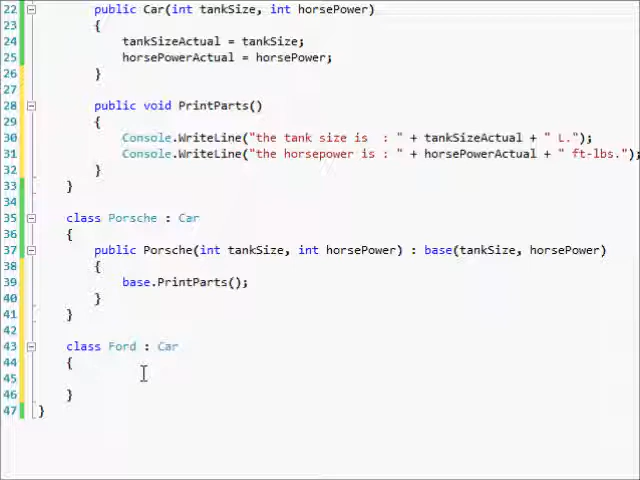 22 public Car(int tankSize, int horsePower)
23 {
24 tankSizeActual = tankSize;
25 horsePowerActual = horsePower;
26 }
27
28 public void PrintParts()
29 {
30 Console.WriteLine("the tank size is  : " + tankSizeActual + " L.");
31 Console.WriteLine("the horsepower is : " + horsePowerActual + " ft-lbs.");
32 }
33 }
34
35 class Porsche : Car
36 {
37 public Porsche(int tankSize, int horsePower) : base(tankSize, horsePower)
38 {
39 base.PrintParts();
40 }
41 }
42
43 class Ford : Car
44 {
45
46 }
47 }